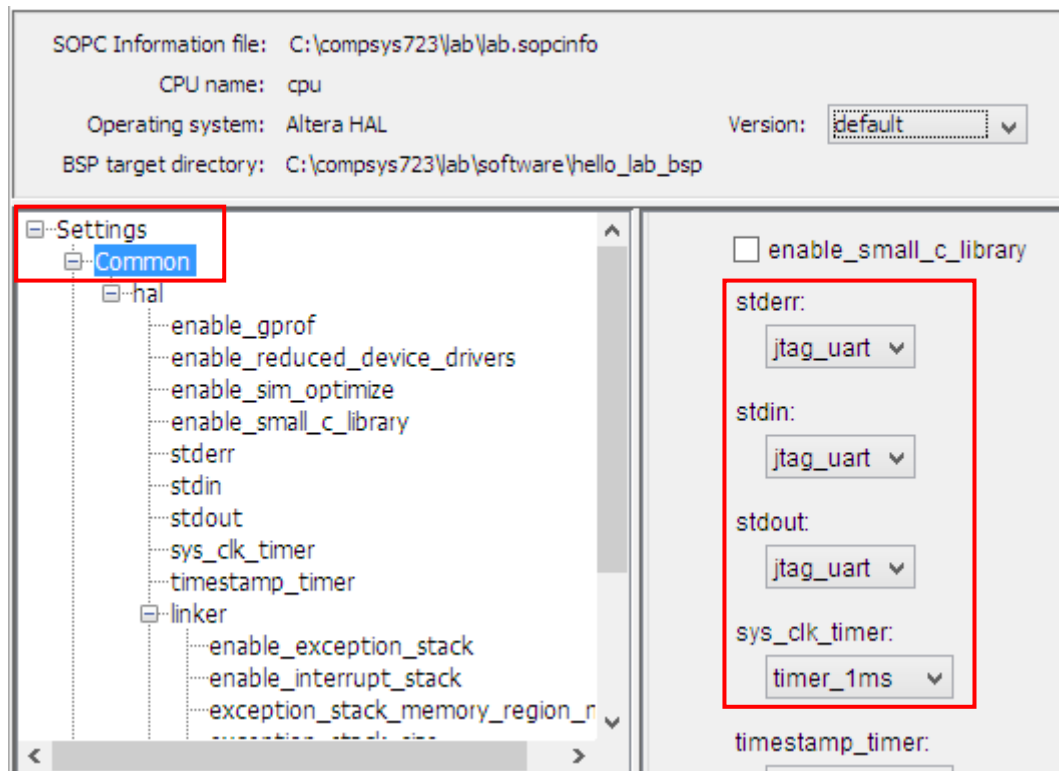 SOPC Information file: C:\compsys723\lab\lab.sopcinfo
CPU name: cpu
Operating system: Altera HAL Version: default
BSP target directory: C:\compsys723\lab\software\hello_lab_bsp
Settings
Common
hal
enable_gprof
enable_reduced_device_drivers
enable_sim_optimize
enable_small_c_library
stderr
stdin
stdout
sys_clk_timer
timestamp_timer
linker
enable_exception_stack
enable_interrupt_stack
exception_stack_memory_region_n
enable_small_c_library
stderr:
jtag_uart
stdin:
jtag_uart
stdout:
jtag_uart
sys_clk_timer:
timer_1ms
timestamp_timer: